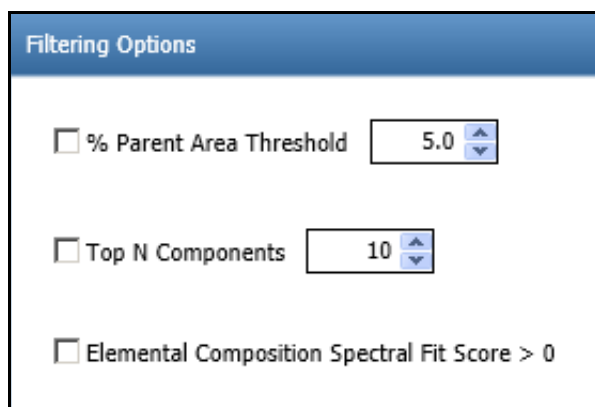 Filtering Options
% Parent Area Threshold 5.0
Top N Components 10
Elemental Composition Spectral Fit Score > 0